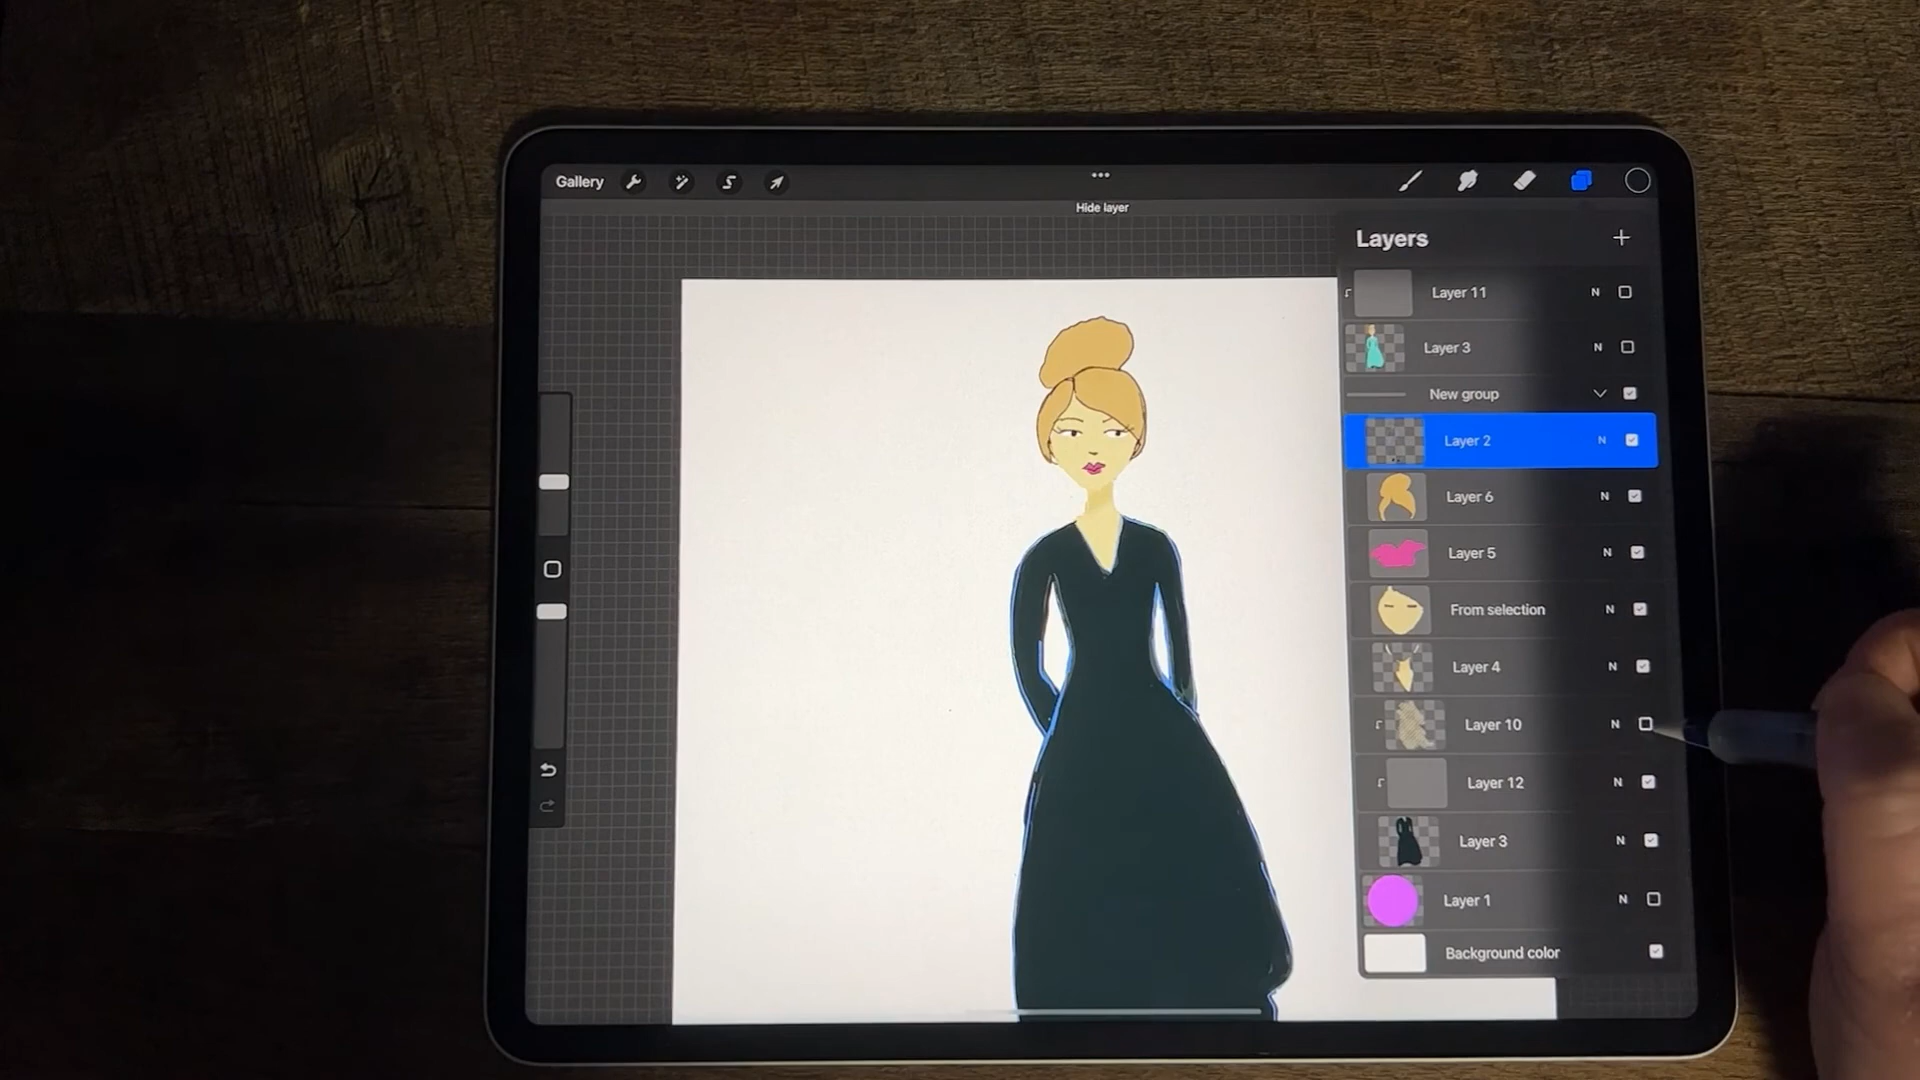 Gallery
Hide layer
Layers
Layer 11 N
Layer 3 N
New group
Layer 2 N
Layer 6 N
Layer 5 N
From selection N
Layer 4 N
Layer 10 N
Layer 12 N
Layer 3 N
Layer 1 N
Background color